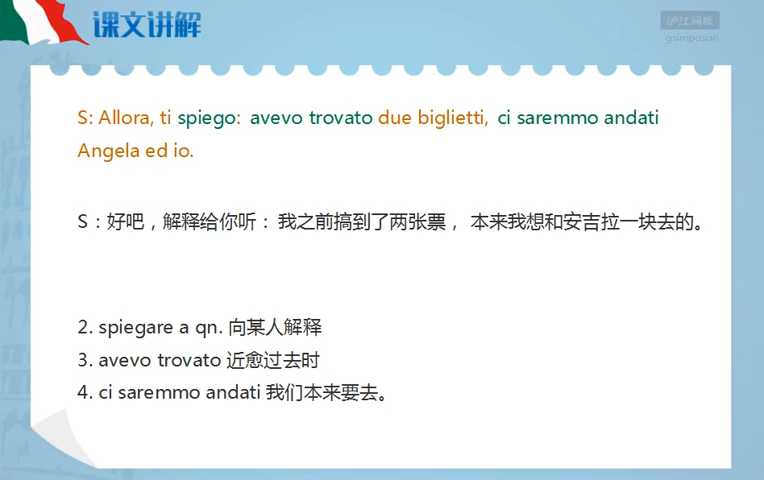 课文讲解
沪江网校
gsimposon
S: Allora, ti spiego: avevo trovato due biglietti, ci saremmo andati
Angela ed io.
S：好吧，解释给你听： 我之前搞到了两张票， 本来我想和安吉拉一块去的。
2. spiegare a qn. 向某人解释
3. avevo trovato 近愈过去时
4. ci saremmo andati 我们本来要去。